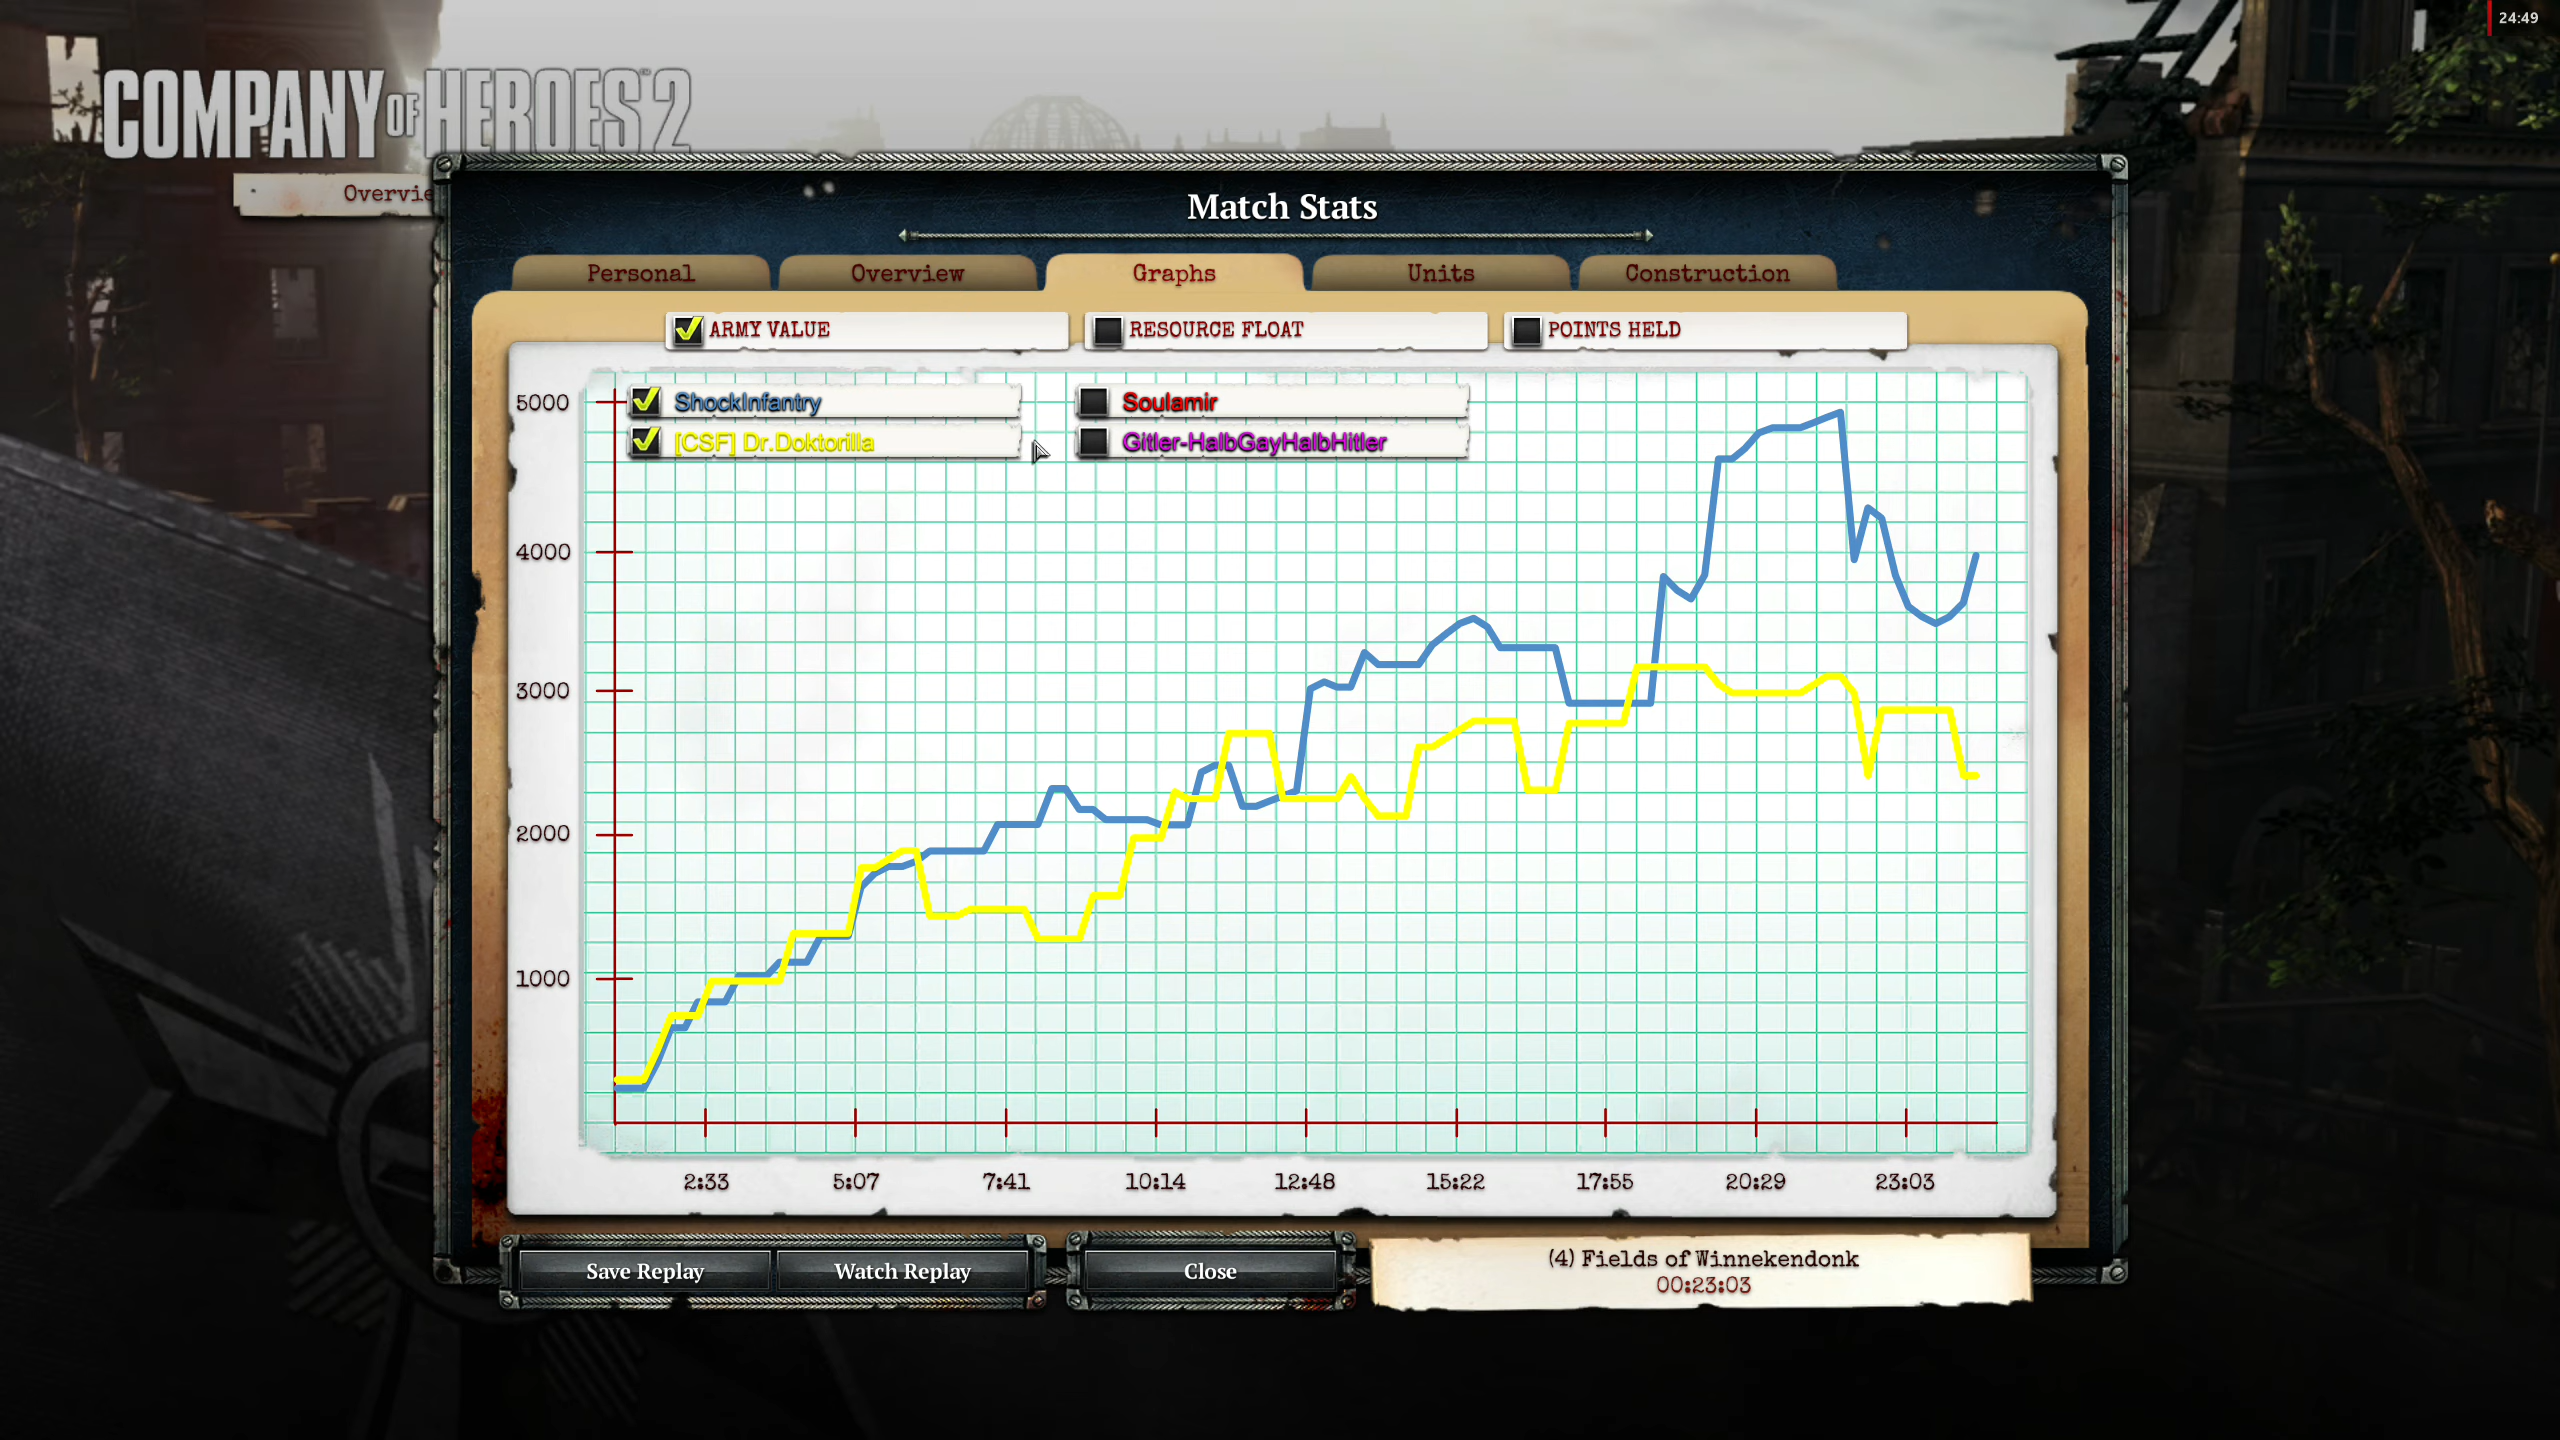 24:49
COMPANY OF HEROES 2
Overvie
Match Stats
Personal Overview Graphs Units Construction
ARMY VALUE RESOURCE FLOAT POINTS HELD
ShockInfantry Soulamir
[CSF] Dr.Doktorilla Gitler-HalbGayHalbHitler
5000
4000
3000
2000
1000
2:33 5:07 7:41 10:14 12:48 15:22 17:55 20:29 23:03
Save Replay Watch Replay Close
(4) Fields of Winnekendonk
00:23:03